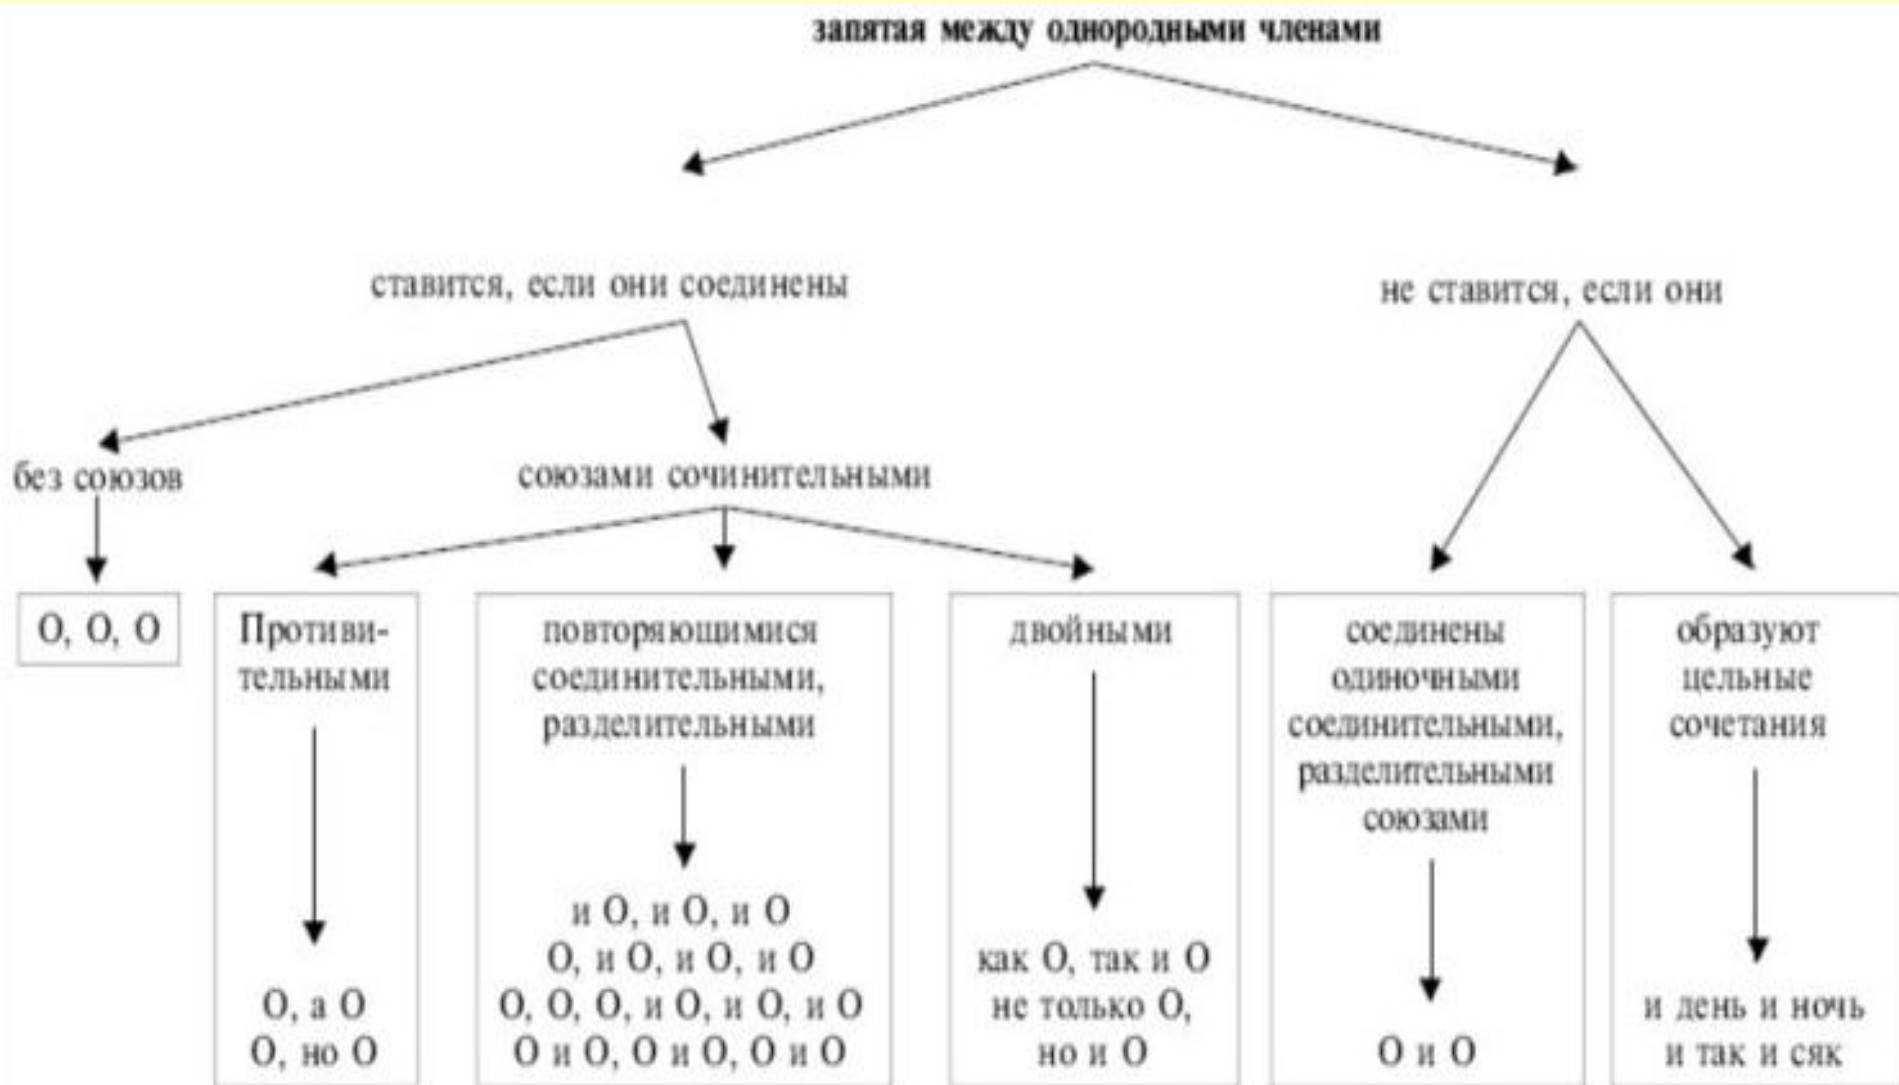 запятая между однородными членами
ставится, если они соединены
не ставится, если они
без союзов
союзами сочинительными
О, О, О
Противи-
тельными
О, а О
О, но О
повторяющимися
соединительными,
разделительными
и О, и О, и О
О, и О, и О, и О
О, О, О, и О, и О, и О
О и О, О и О, О и О
двойными
как О, так и О
не только О,
но и О
соединены
одиночными
соединительными,
разделительными
союзами
О и О
образуют
цельные
сочетания
и день и ночь
и так и сяк